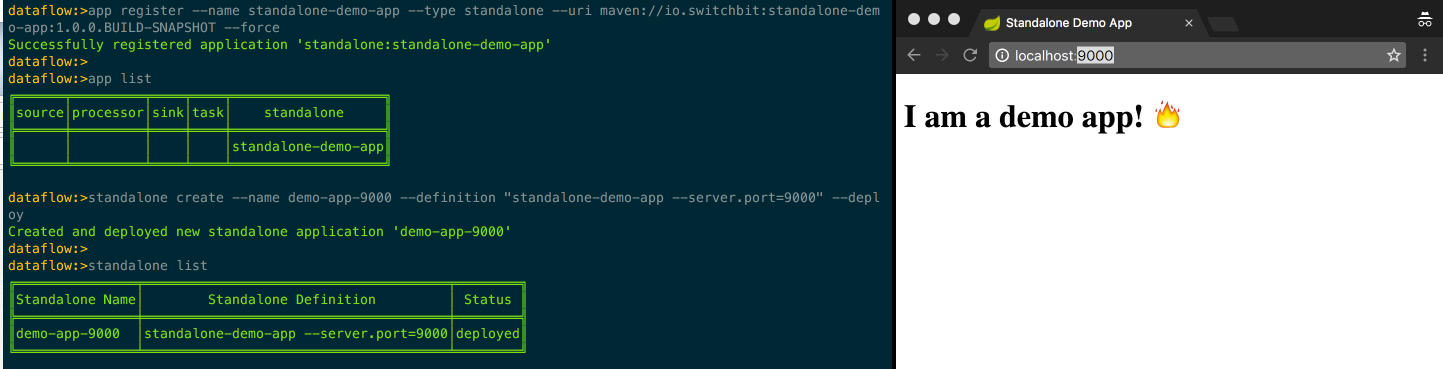 dataflow:>app register --name standalone-demo-app --type standalone --uri maven://io.switchbit:standalone-dem
o-app:1.0.0.BUILD-SNAPSHOT --force
Successfully registered application 'standalone:standalone-demo-app'
dataflow:>
dataflow:>app list
source processor sink task standalone
standalone-demo-app
dataflow:>standalone create --name demo-app-9000 --definition "standalone-demo-app --server.port=9000" --depl
oy
Created and deployed new standalone application 'demo-app-9000'
dataflow:>
dataflow:>standalone list
Standalone Name Standalone Definition Status
demo-app-9000 standalone-demo-app --server.port=9000 deployed
Standalone Demo App
localhost:9000
I am a demo app! 🔥